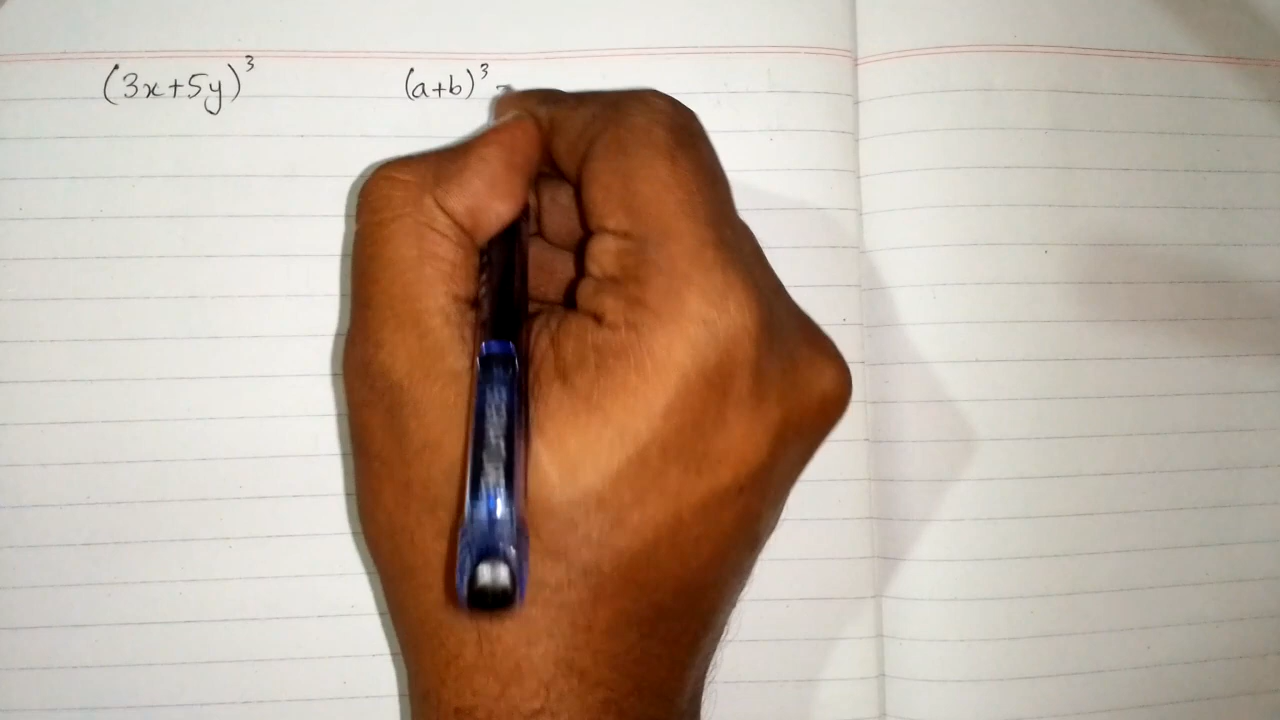 (3x+5y)³ (a+b)³ =